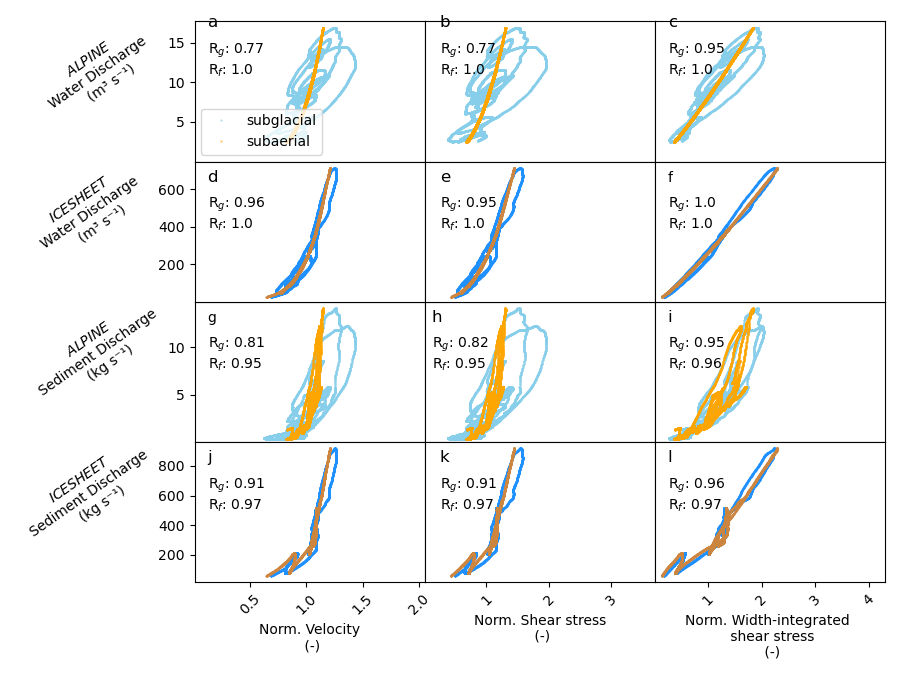 a
R_g: 0.77
R_f: 1.0
b
R_g: 0.77
R_f: 1.0
c
R_g: 0.95
R_f: 1.0
ALPINE
Water Discharge
(m³ s⁻¹)
15
10
5
subglacial
subaerial
d
R_g: 0.96
R_f: 1.0
e
R_g: 0.95
R_f: 1.0
f
R_g: 1.0
R_f: 1.0
ICESHEET
Water Discharge
(m³ s⁻¹)
600
400
200
g
R_g: 0.81
R_f: 0.95
h
R_g: 0.82
R_f: 0.95
i
R_g: 0.95
R_f: 0.96
ALPINE
Sediment Discharge
(kg s⁻¹)
10
5
j
R_g: 0.91
R_f: 0.97
k
R_g: 0.91
R_f: 0.97
l
R_g: 0.96
R_f: 0.97
ICESHEET
Sediment Discharge
(kg s⁻¹)
800
600
400
200
0.5 1.0 1.5 2.0
Norm. Velocity
(-)
1 2 3
Norm. Shear stress
(-)
1 2 3 4
Norm. Width-integrated
shear stress
(-)